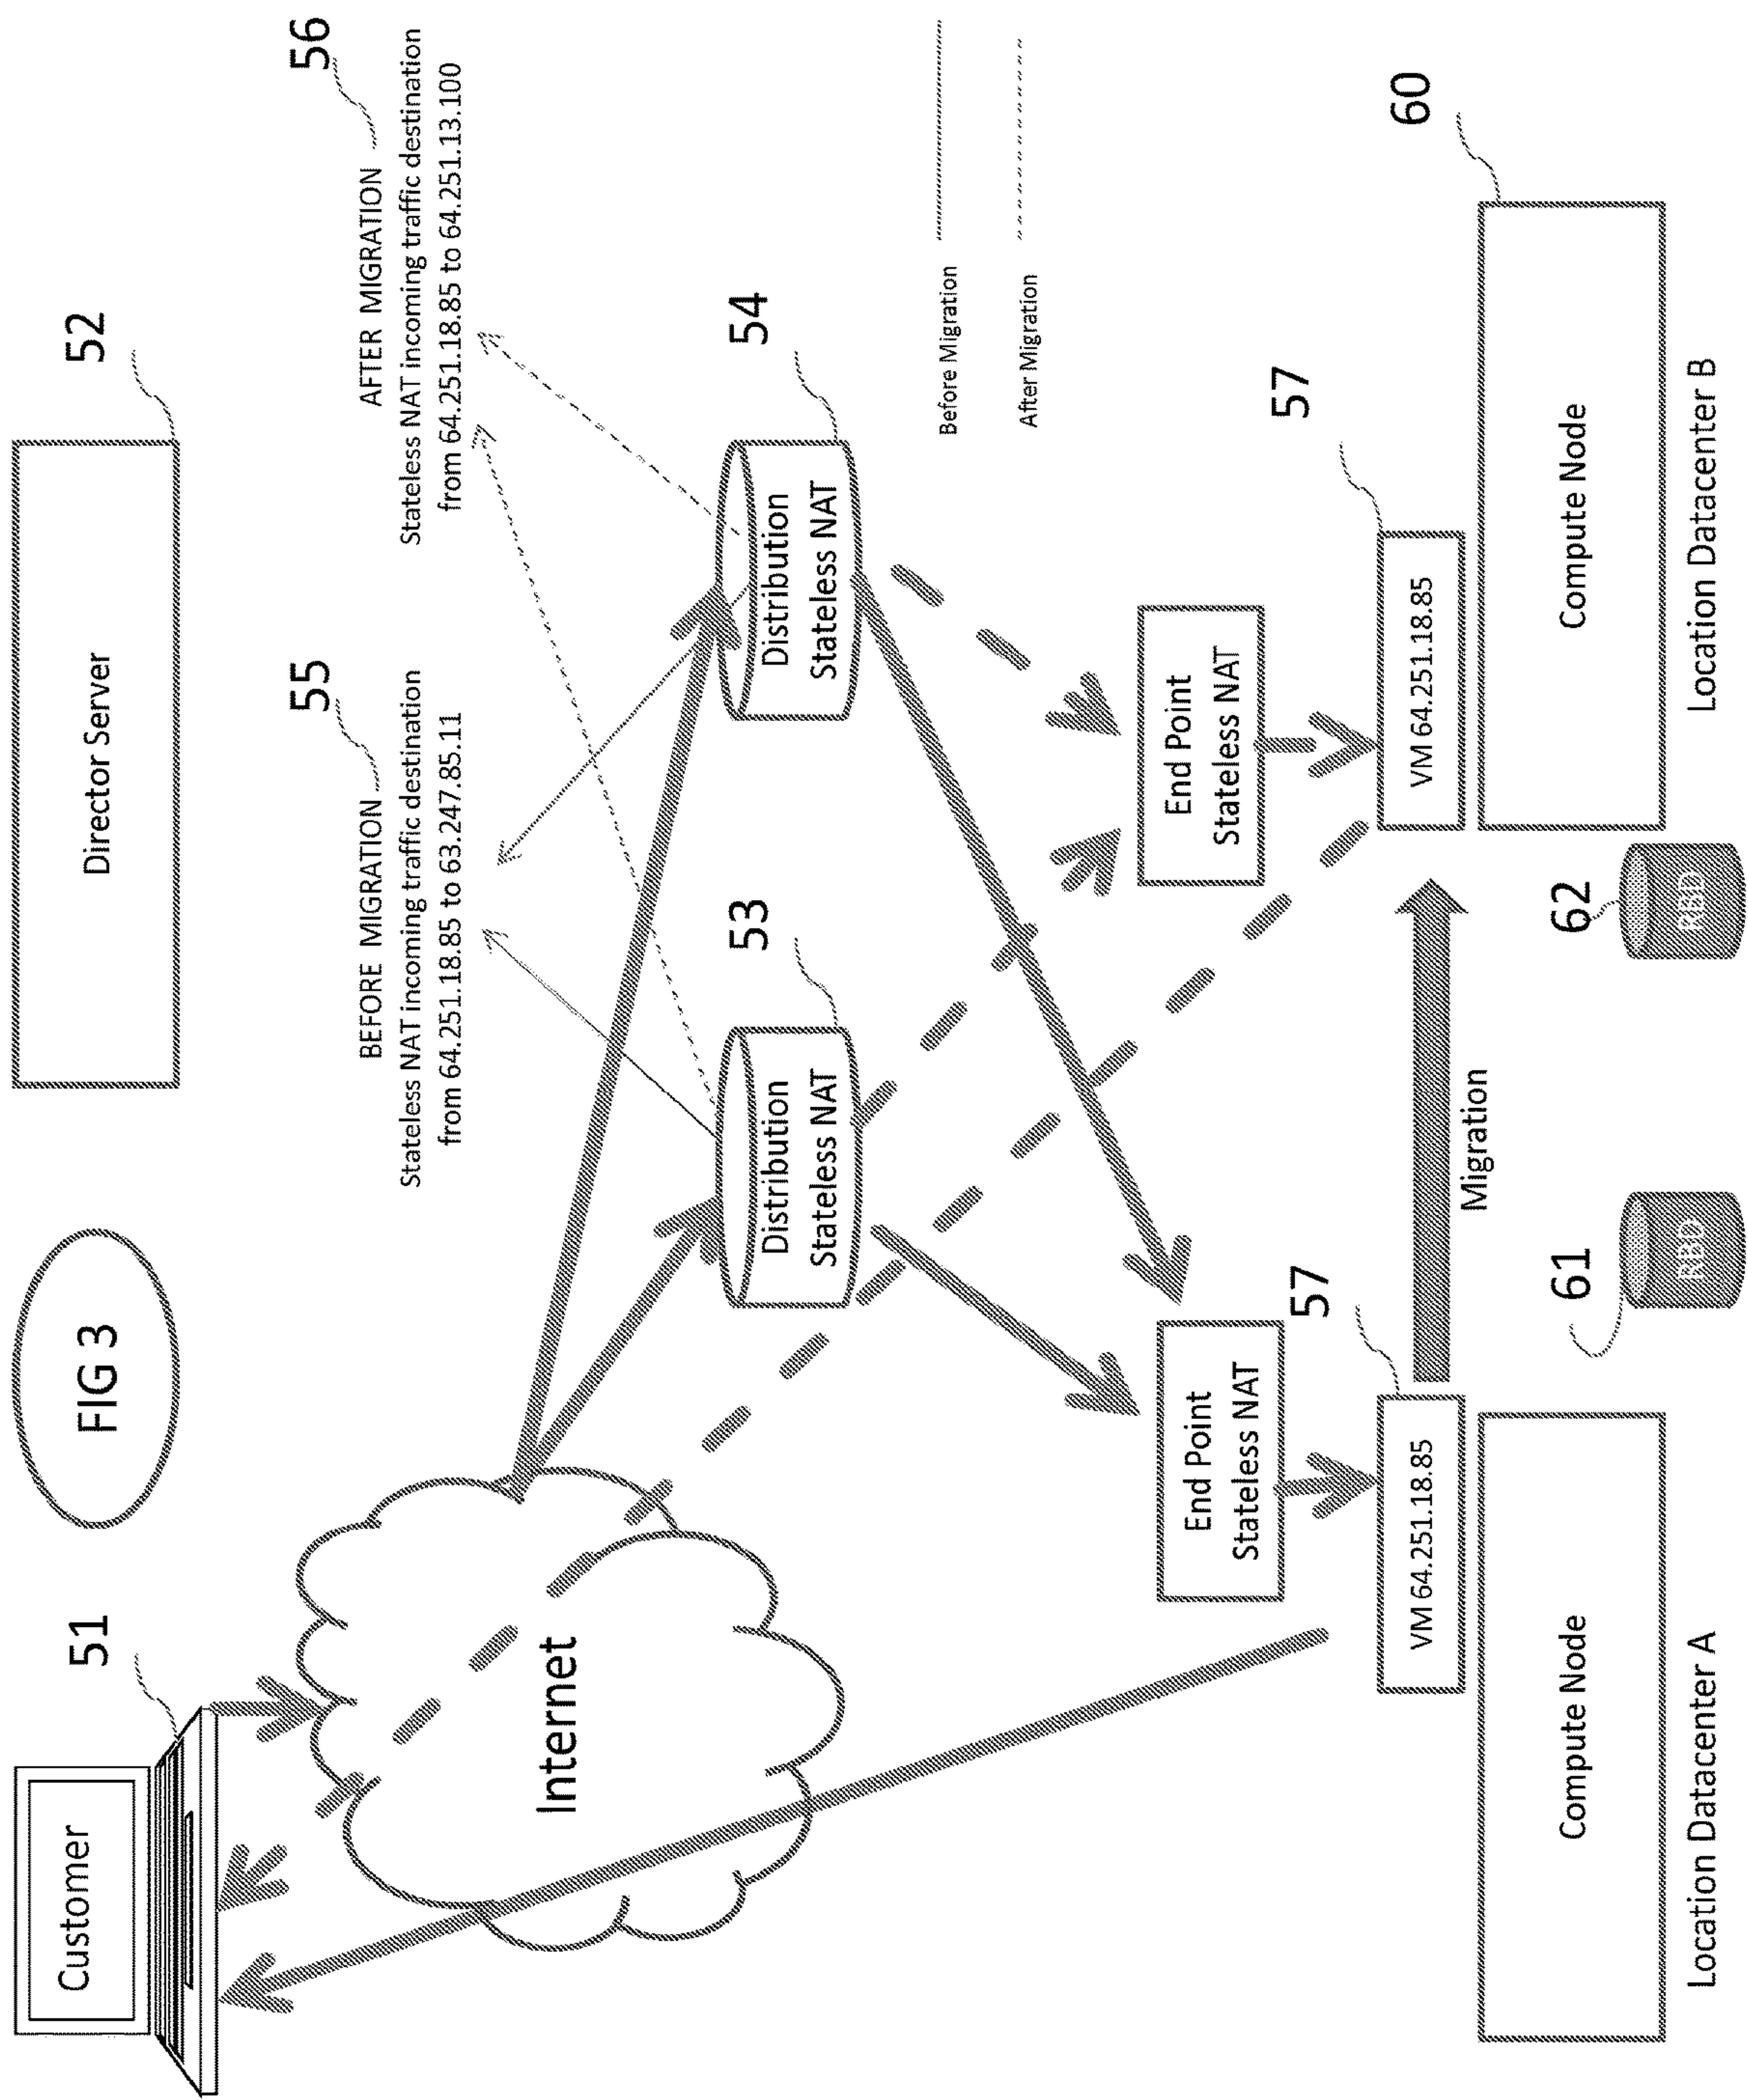 FIG 3
Director Server
52
Customer
51
55
BEFORE MIGRATION
Stateless NAT incoming traffic destination
from 64.251.18.85 to 63.247.85.11
56
AFTER MIGRATION
Stateless NAT incoming traffic destination
from 64.251.18.85 to 64.251.13.100
Internet
53
Distribution
Stateless NAT
54
Distribution
Stateless NAT
Before Migration
After Migration
End Point
Stateless NAT
End Point
Stateless NAT
57
VM 64.251.18.85
57
VM 64.251.18.85
Migration
Compute Node
60
Compute Node
61
RBD
62
RBD
Location Datacenter A
Location Datacenter B